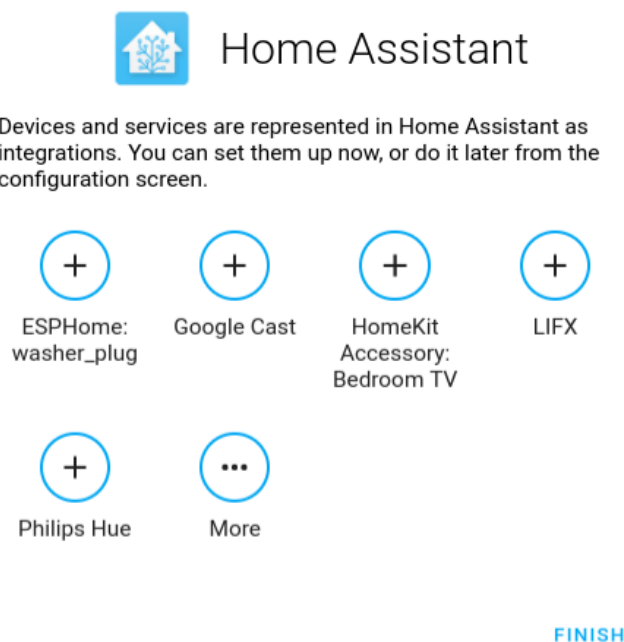 Home Assistant
Devices and services are represented in Home Assistant as
integrations. You can set them up now, or do it later from the
configuration screen.
ESPHome:
washer_plug
Google Cast
HomeKit
Accessory:
Bedroom TV
LIFX
Philips Hue
More
FINISH